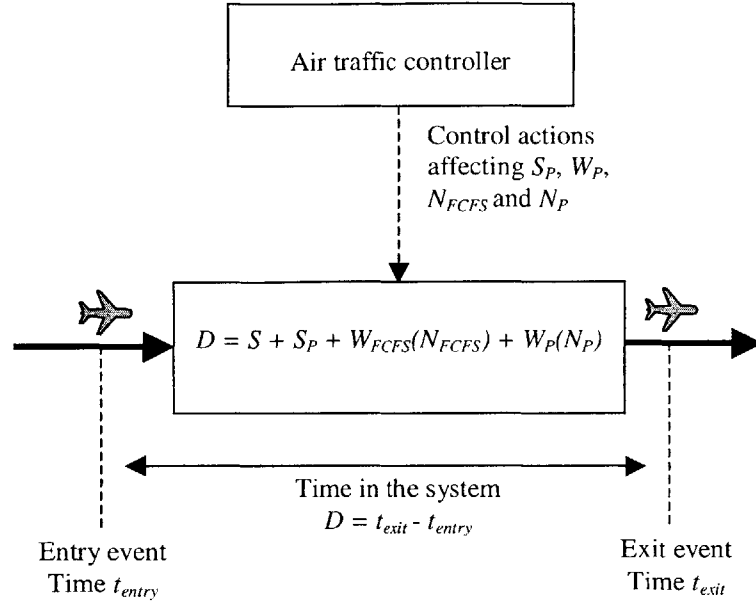 Air traffic controller
Control actions
affecting S_P, W_P,
N_FCFS and N_P
D = S + S_P + W_FCFS(N_FCFS) + W_P(N_P)
Time in the system
D = t_exit - t_entry
Entry event
Time t_entry
Exit event
Time t_exit